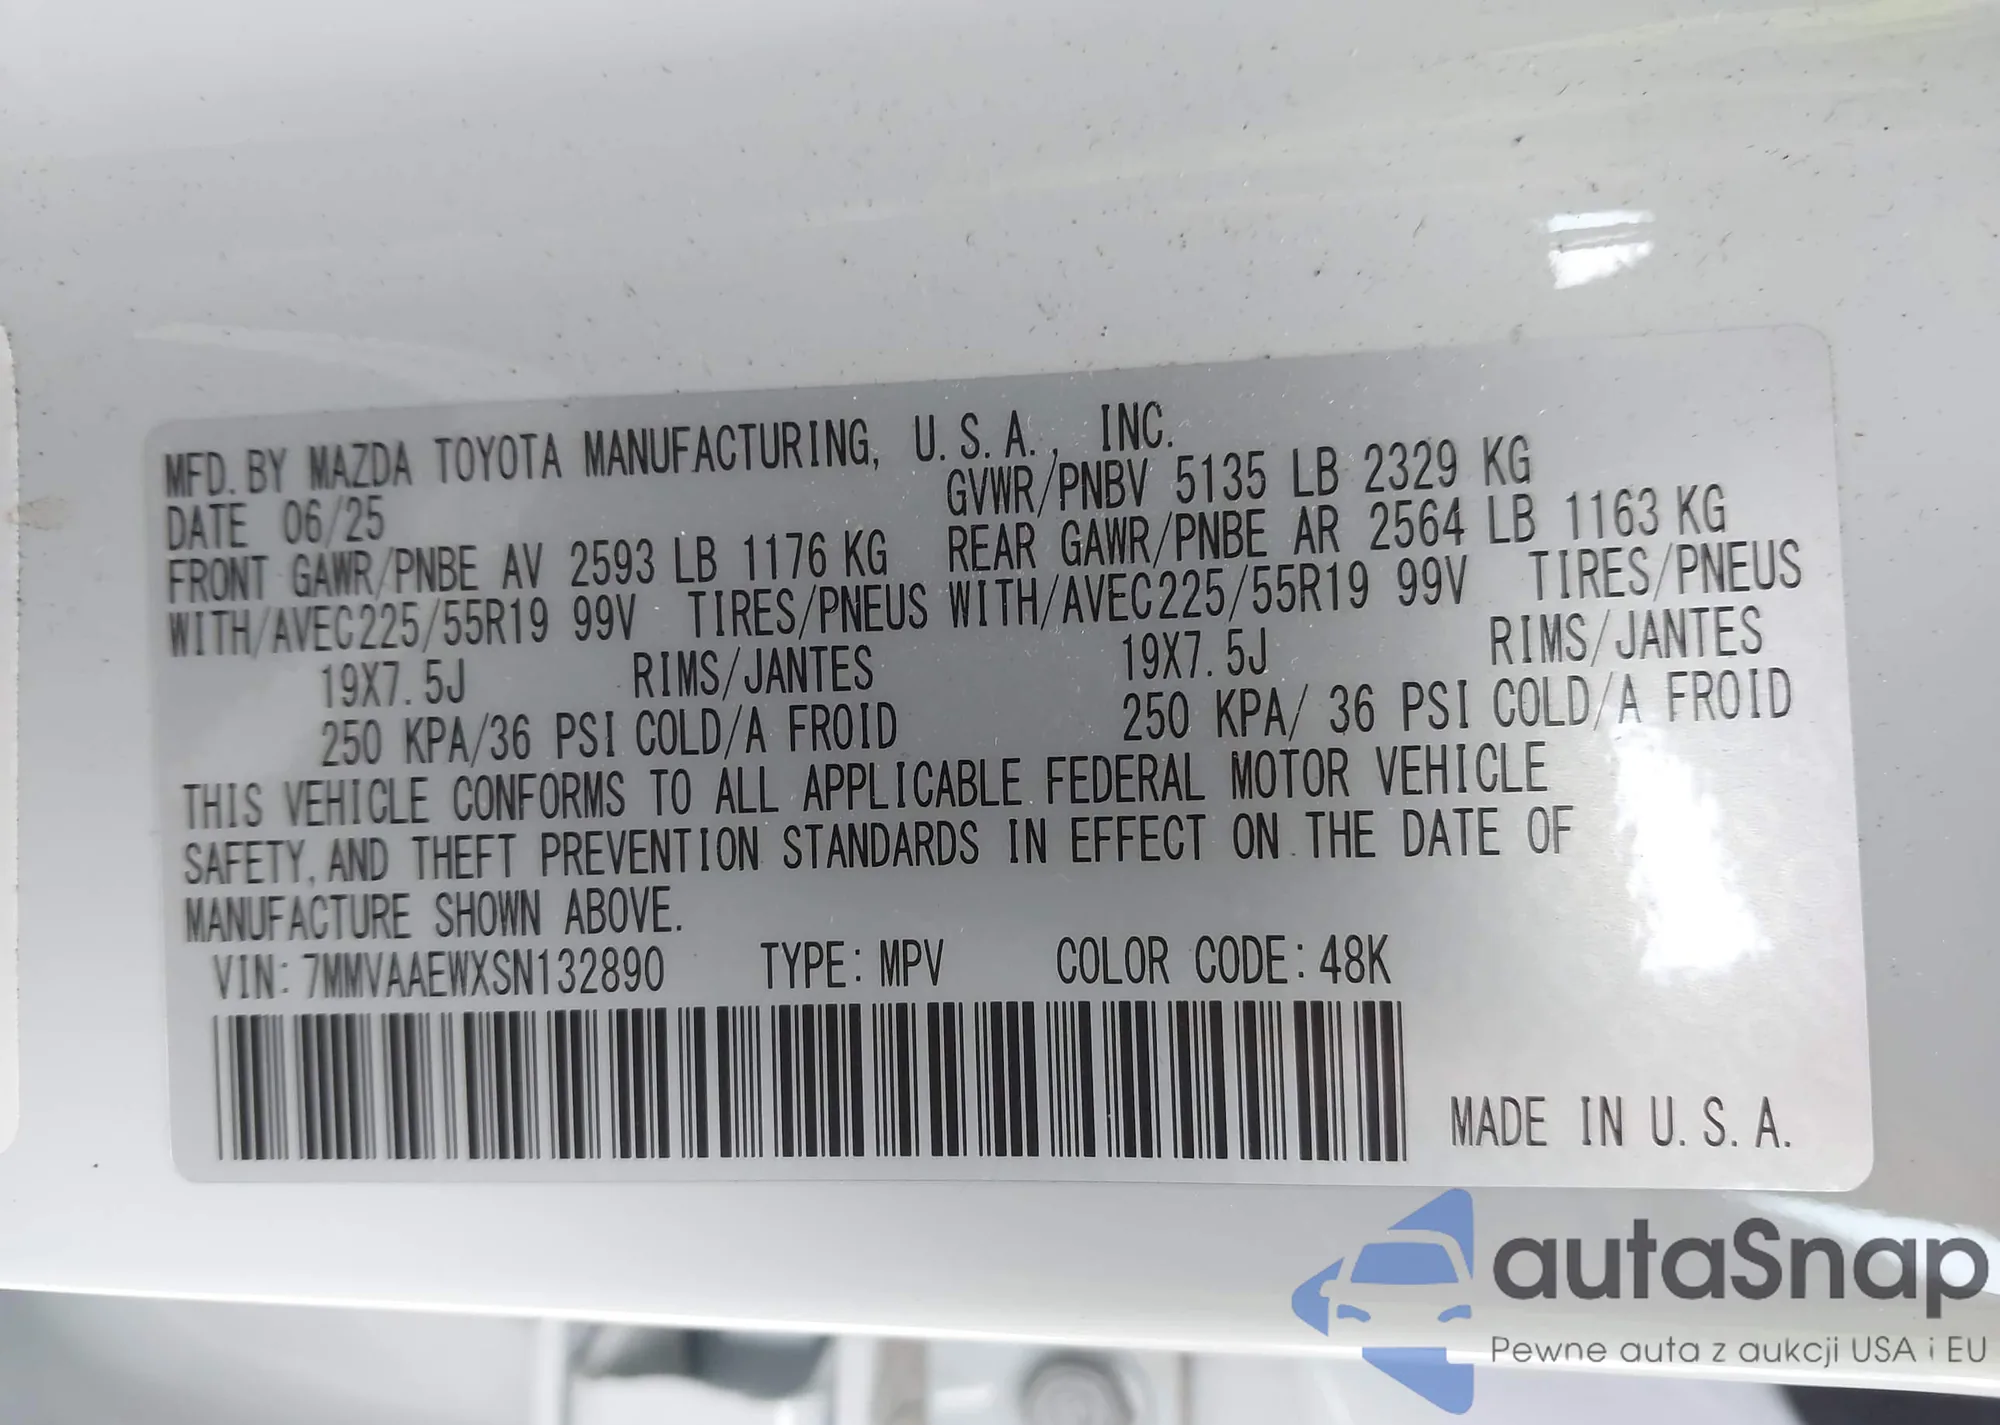 MFD. BY MAZDA TOYOTA MANUFACTURING, U.S.A., INC.
DATE 06/25 GVWR/PNBV 5135 LB 2329 KG
FRONT GAWR/PNBE AV 2593 LB 1176 KG REAR GAWR/PNBE AR 2564 LB 1163 KG
WITH/AVEC225/55R19 99V TIRES/PNEUS WITH/AVEC225/55R19 99V TIRES/PNEUS
19X7.5J RIMS/JANTES 19X7.5J RIMS/JANTES
250 KPA/36 PSI COLD/A FROID 250 KPA/ 36 PSI COLD/A FROID
THIS VEHICLE CONFORMS TO ALL APPLICABLE FEDERAL MOTOR VEHICLE
SAFETY, AND THEFT PREVENTION STANDARDS IN EFFECT ON THE DATE OF
MANUFACTURE SHOWN ABOVE.
VIN: 7MMVAAEWXSN132890 TYPE: MPV COLOR CODE: 48K
MADE IN U.S.A.
autaSnap
Pewne auta z aukcji USA i EU